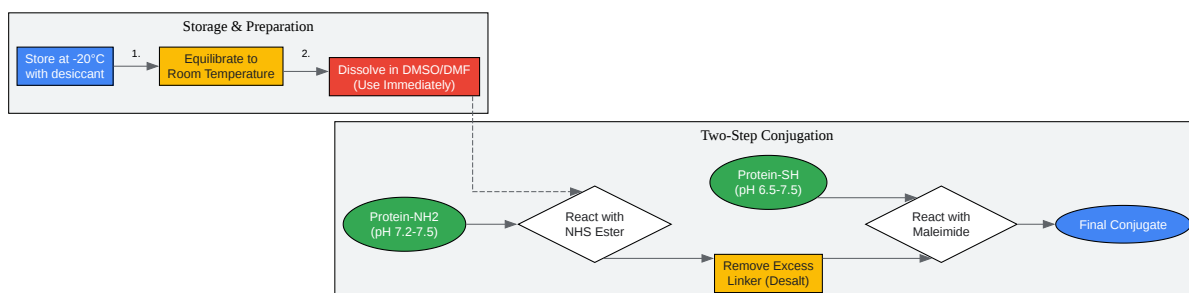 Storage & Preparation
Store at -20°C
with desiccant
1.
Equilibrate to
Room Temperature
2.
Dissolve in DMSO/DMF
(Use Immediately)
Two-Step Conjugation
Protein-NH2
(pH 7.2-7.5)
React with
NHS Ester
Protein-SH
(pH 6.5-7.5)
Remove Excess
Linker (Desalt)
React with
Maleimide
Final Conjugate